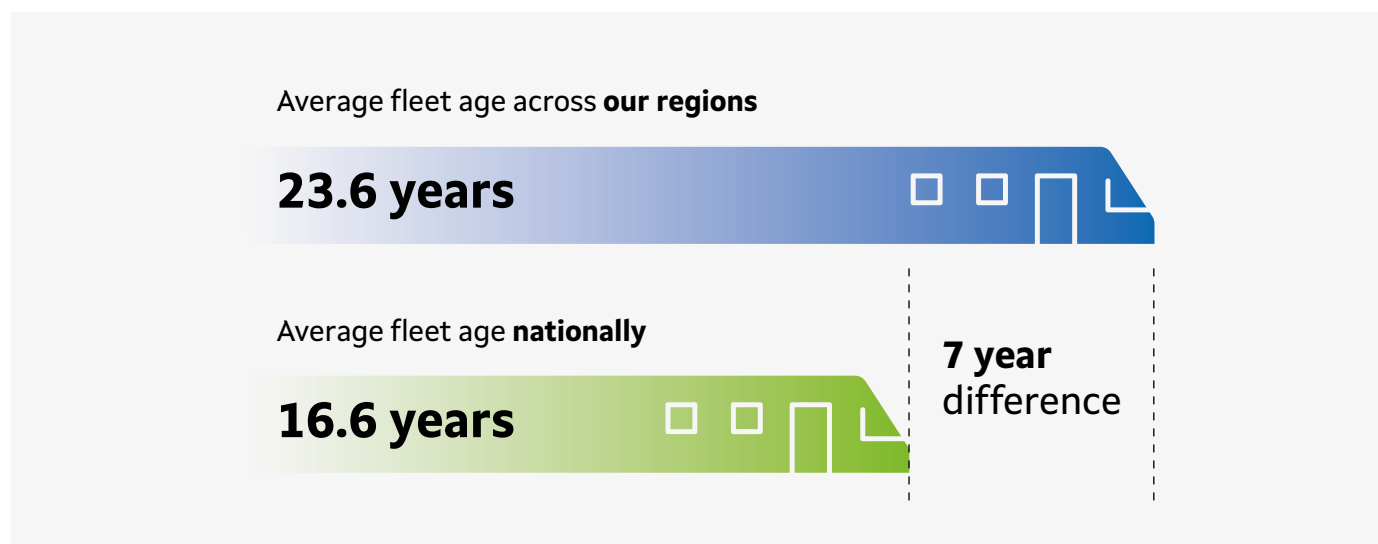 Average fleet age across our regions
23.6 years
Average fleet age nationally
16.6 years
7 year
difference